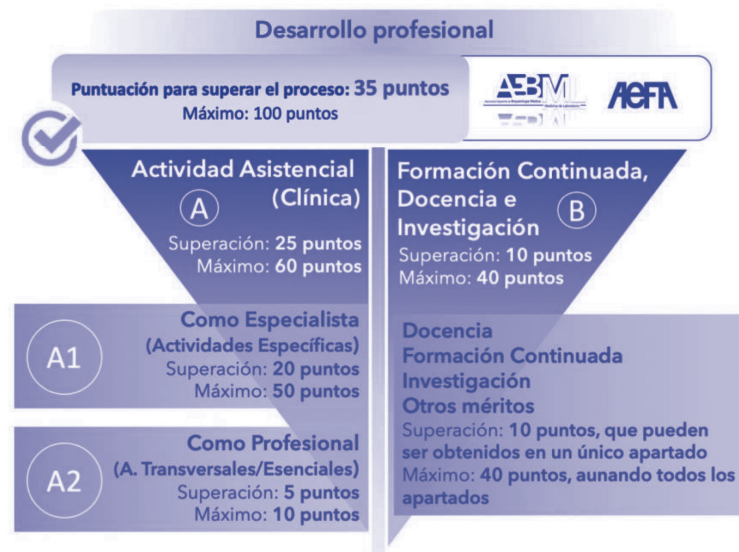 Desarrollo profesional
Puntuación para superar el proceso: 35 puntos
Máximo: 100 puntos
AEBM
AEFA
Actividad Asistencial
(Clínica)
A
Superación: 25 puntos
Máximo: 60 puntos
Formación Continuada,
Docencia e
Investigación
B
Superación: 10 puntos
Máximo: 40 puntos
A1
Como Especialista
(Actividades Específicas)
Superación: 20 puntos
Máximo: 50 puntos
A2
Como Profesional
(A. Transversales/Esenciales)
Superación: 5 puntos
Máximo: 10 puntos
Docencia
Formación Continuada
Investigación
Otros méritos
Superación: 10 puntos, que pueden
ser obtenidos en un único apartado
Máximo: 40 puntos, aunando todos los
apartados